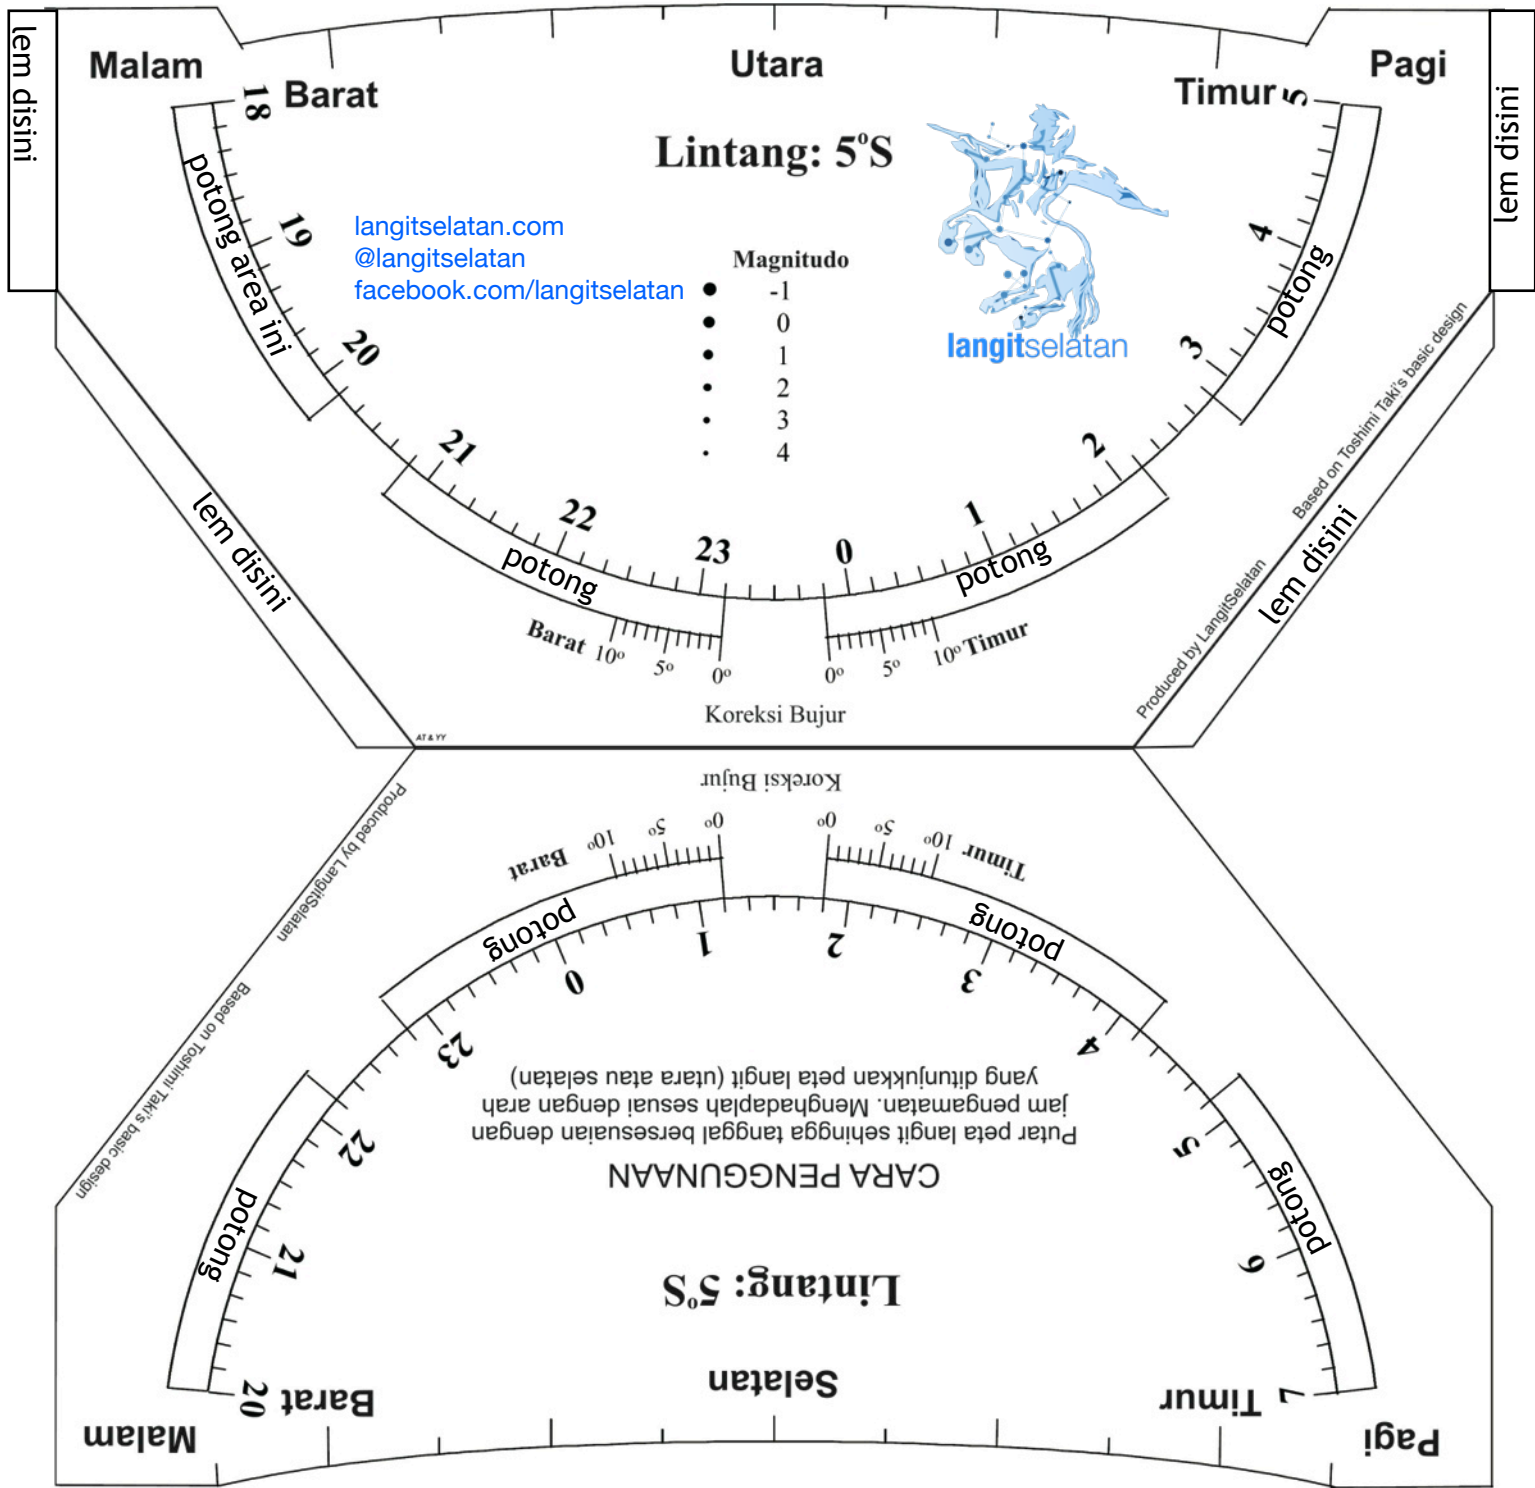 lem disini
Malam
Utara
Pagi
lem disini
18
Barat
Timur
5
Lintang: 5°S
potong area ini
19
4
potong
langitselatan.com
@langitselatan
facebook.com/langitselatan
Magnitudo
-1
0
1
2
3
4
langitselatan
20
3
21
2
22
1
23
0
potong
potong
lem disini
lem disini
Based on Toshimi Taki's basic design
Produced by LangitSelatan
Barat 10° 5° 0°
0° 5° 10° Timur
Koreksi Bujur
AT & YY
Koreksi Bujur
Barat 10° 5° 0°
0° 5° 10° Timur
Produced by LangitSelatan
Based on Toshimi Taki's basic design
potong
potong
1
2
0
3
23
4
22
5
potong
potong
21
6
20
7
CARA PENGGUNAAN
Putar peta langit sehingga tanggal bersesuaian dengan
jam pengamatan. Menghadaplah sesuai dengan arah
yang ditunjukkan peta langit (utara atau selatan)
Lintang: 5°S
Timur
Selatan
Barat
Pagi
Malam